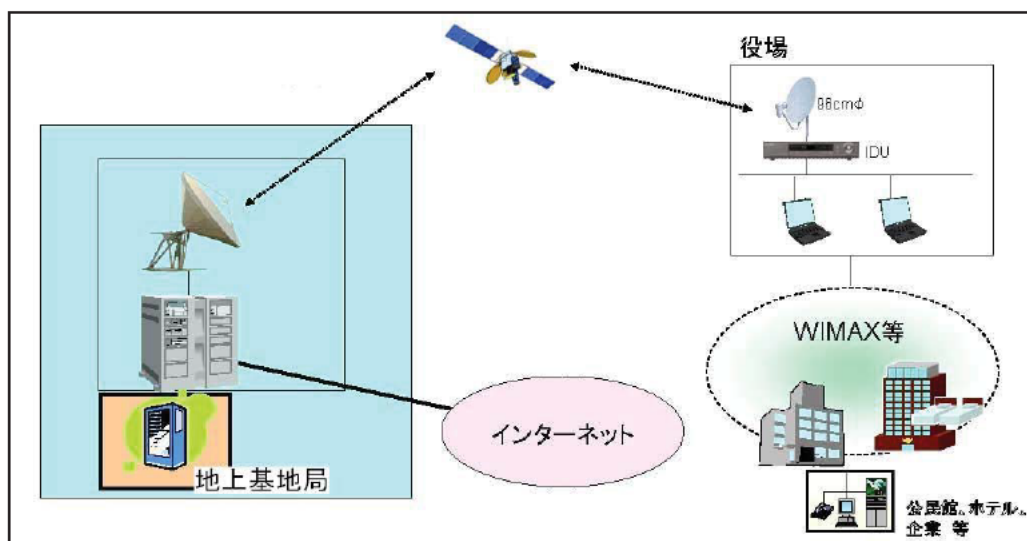 役場
98cmΦ
IDU
WIMAX等
インターネット
地上基地局
公民館、ホテル、
企業 等